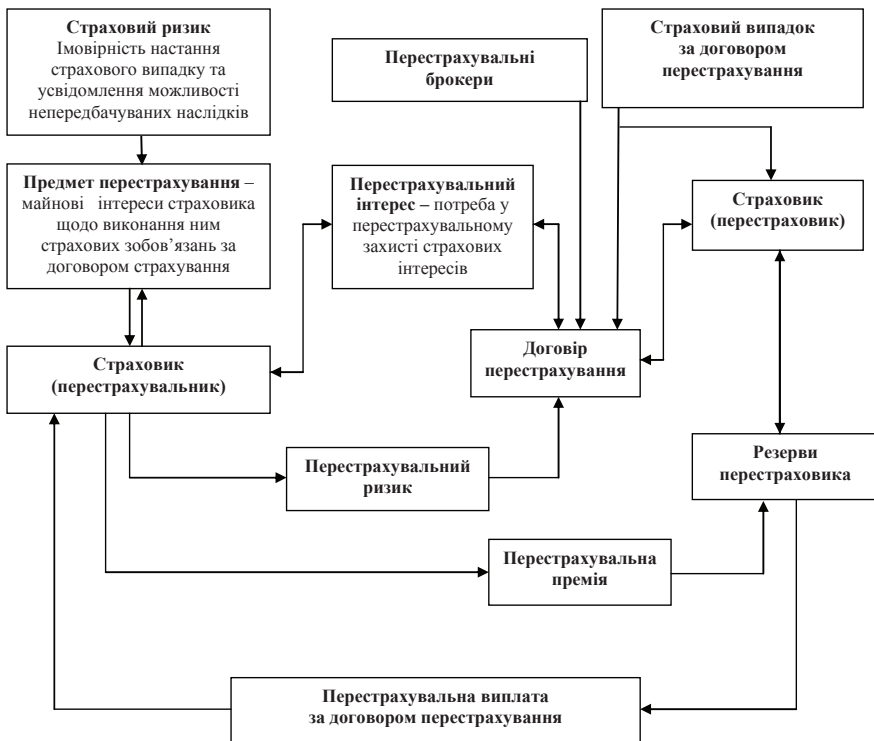 Страховий ризик
Імовірність настання
страхового випадку та
усвідомлення можливості
непередбачуваних наслідків
Перестрахувальні
брокери
Страховий випадок
за договором
перестрахування
Предмет перестрахування –
майнові інтереси страховика
щодо виконання ним
страхових зобов’язань за
договором страхування
Перестрахувальний
інтерес – потреба у
перестрахувальному
захисті страхових
інтересів
Страховик
(перестраховик)
Страховик
(перестрахувальник)
Договір
перестрахування
Перестрахувальний
ризик
Резерви
перестраховика
Перестрахувальна
премія
Перестрахувальна виплата
за договором перестрахування